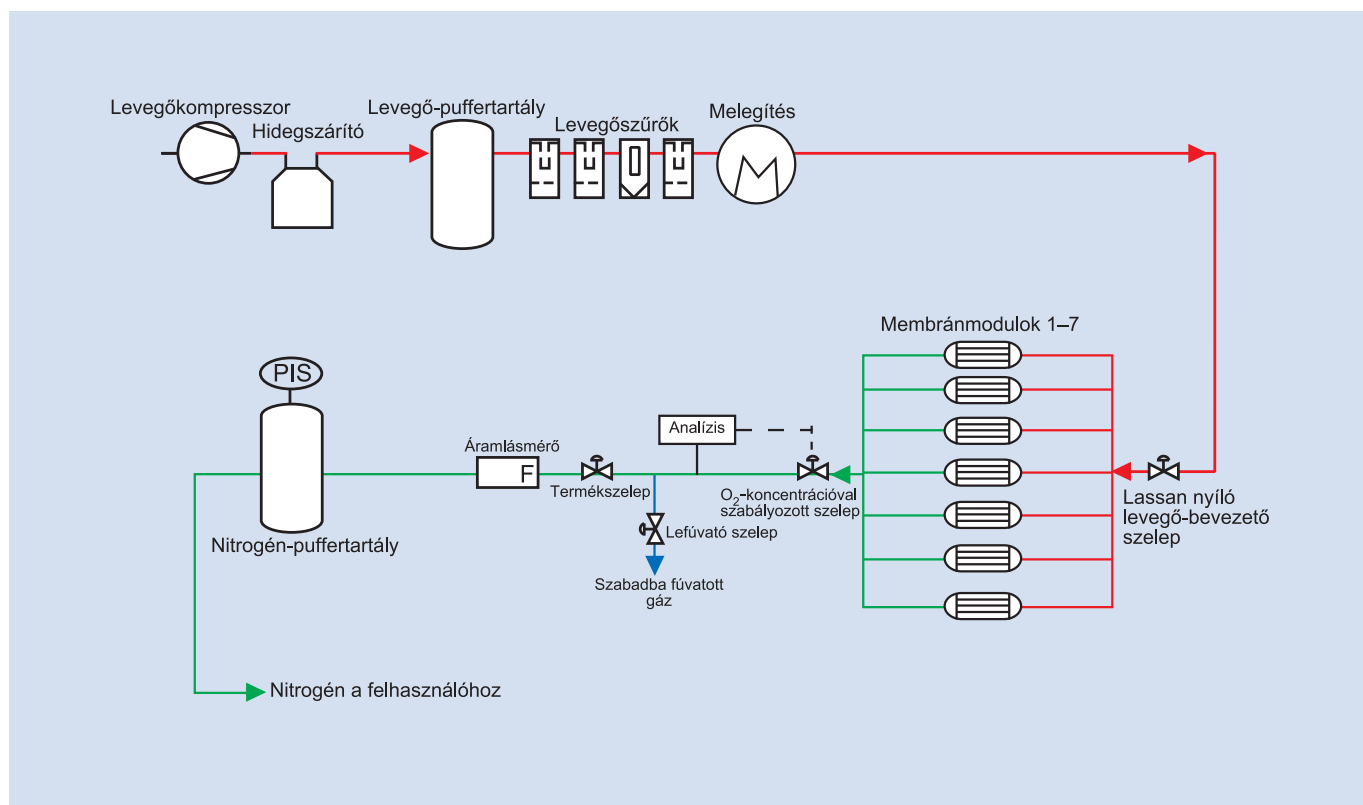 Levegőkompresszor
Hidegszárító
Levegő-puffertartály
Levegőszűrők
Melegítés
Membránmodulok 1–7
PIS
Analízis
Áramlásmérő
F
Termékszelep
O₂-koncentrációval
szabályozott szelep
Lassan nyíló
levegő-bevezető
szelep
Lefúvató szelep
Nitrogén-puffertartály
Szabadba fúvatott
gáz
Nitrogén a felhasználóhoz